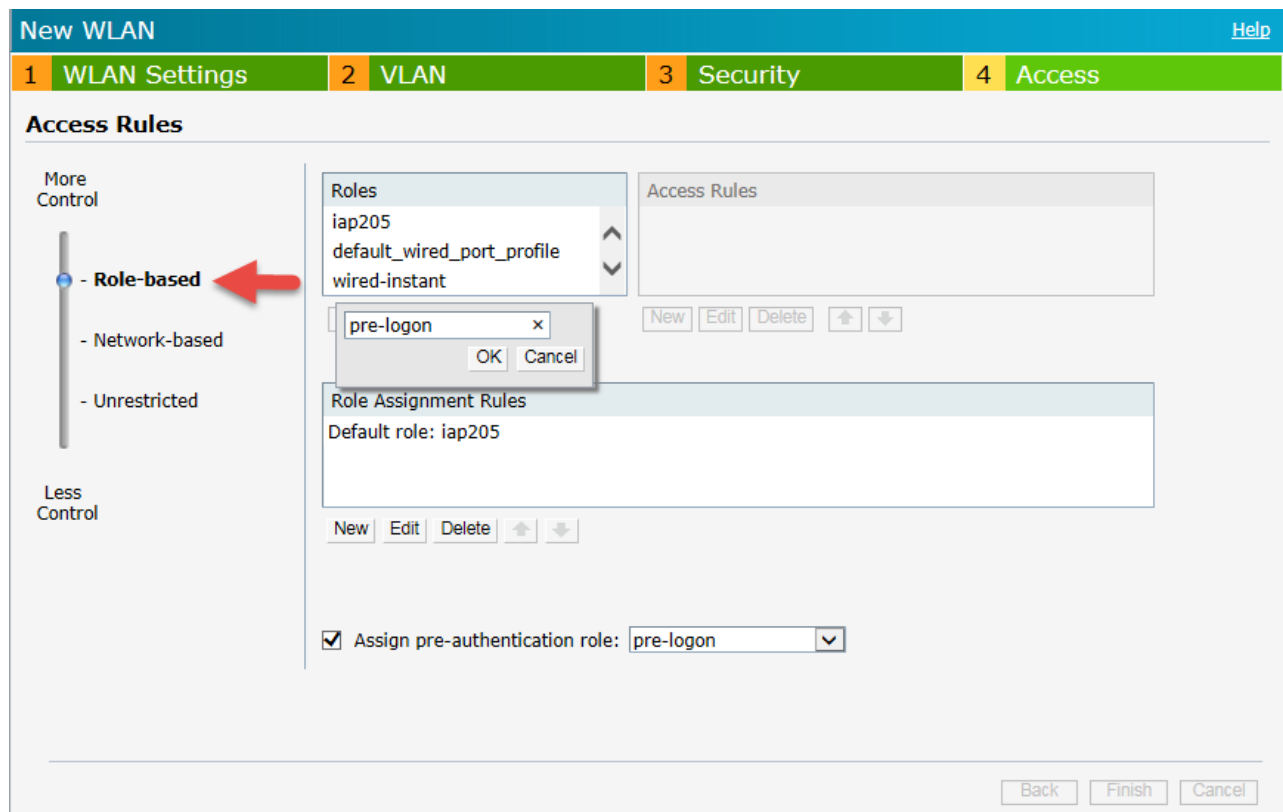 New WLAN Help
1 WLAN Settings 2 VLAN 3 Security 4 Access
Access Rules
More
Control
- Role-based
- Network-based
- Unrestricted
Less
Control
Roles
iap205
default_wired_port_profile
wired-instant
Access Rules
New Edit Delete
pre-logon ×
OK Cancel
Role Assignment Rules
Default role: iap205
New Edit Delete
Assign pre-authentication role: pre-logon
Back Finish Cancel